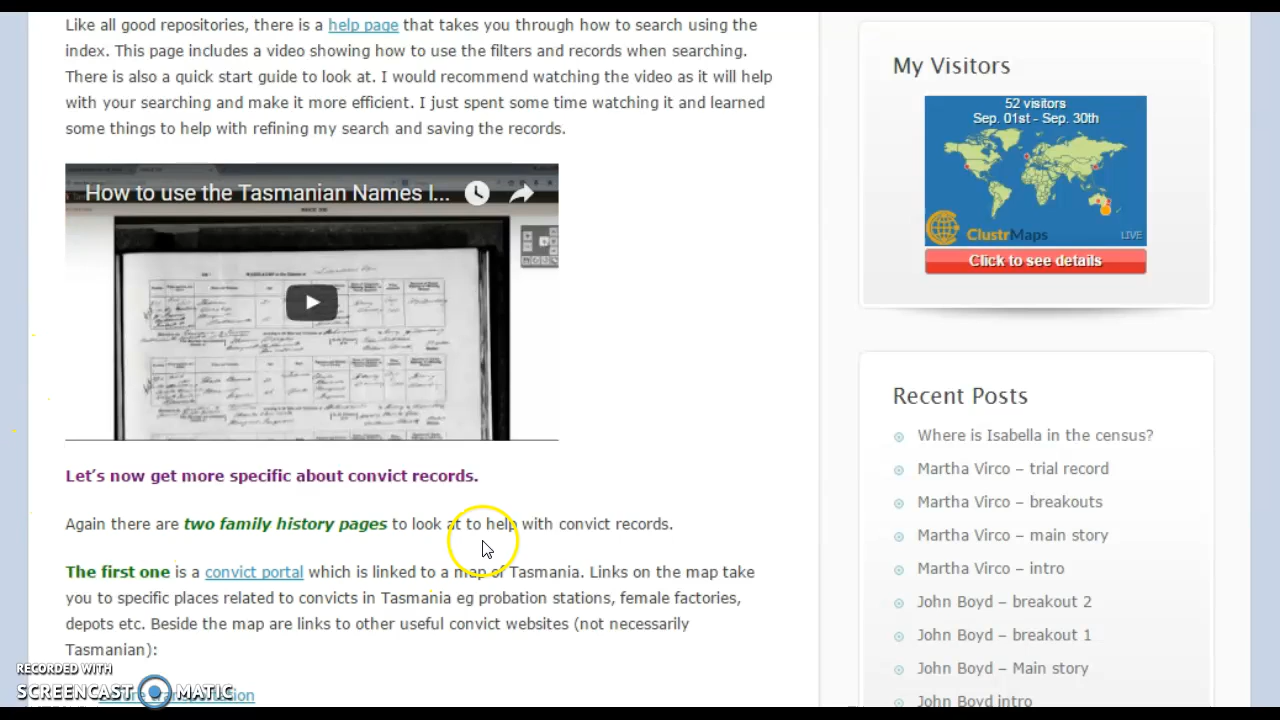 Like all good repositories, there is a help page that takes you through how to search using the
index. This page includes a video showing how to use the filters and records when searching.
There is also a quick start guide to look at. I would recommend watching the video as it will help
with your searching and make it more efficient. I just spent some time watching it and learned
some things to help with refining my search and saving the records.
How to use the Tasmanian Names I...
Let's now get more specific about convict records.
Again there are two family history pages to look at to help with convict records.
The first one is a convict portal which is linked to a map of Tasmania. Links on the map take
you to specific places related to convicts in Tasmania eg probation stations, female factories,
depots etc. Beside the map are links to other useful convict websites (not necessarily
Tasmanian):
RECORDED WITH
SCREENCAST MATIC
My Visitors
52 visitors
Sep. 01st - Sep. 30th
ClustrMaps LIVE
Click to see details
Recent Posts
Where is Isabella in the census?
Martha Virco – trial record
Martha Virco – breakouts
Martha Virco – main story
Martha Virco – intro
John Boyd – breakout 2
John Boyd – breakout 1
John Boyd – Main story
John Boyd intro